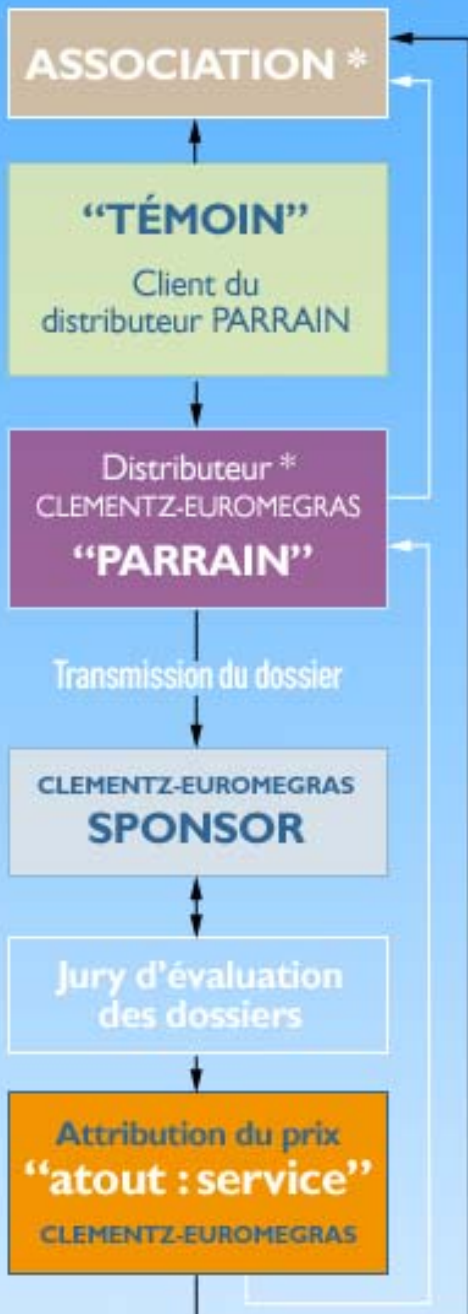 ASSOCIATION *
“TÉMOIN”
Client du
distributeur PARRAIN
Distributeur *
CLEMENTZ-EUROMEGRAS
“PARRAIN”
Transmission du dossier
CLEMENTZ-EUROMEGRAS
SPONSOR
Jury d’évaluation
des dossiers
Attribution du prix
“atout : service”
CLEMENTZ-EUROMEGRAS